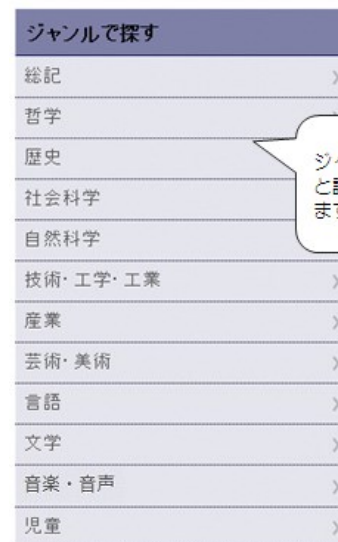 ジャンルで探す
総記
哲学
歴史
社会科学
自然科学
技術・工学・工業
産業
芸術・美術
言語
文学
音楽・音声
児童